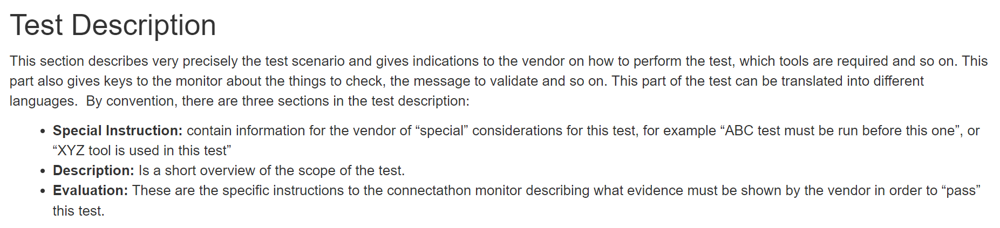 Test Description
This section describes very precisely the test scenario and gives indications to the vendor on how to perform the test, which tools are required and so on. This
part also gives keys to the monitor about the things to check, the message to validate and so on. This part of the test can be translated into different
languages.  By convention, there are three sections in the test description:
• Special Instruction: contain information for the vendor of “special” considerations for this test, for example “ABC test must be run before this one”, or
“XYZ tool is used in this test”
• Description: Is a short overview of the scope of the test.
• Evaluation: These are the specific instructions to the connectathon monitor describing what evidence must be shown by the vendor in order to “pass”
this test.